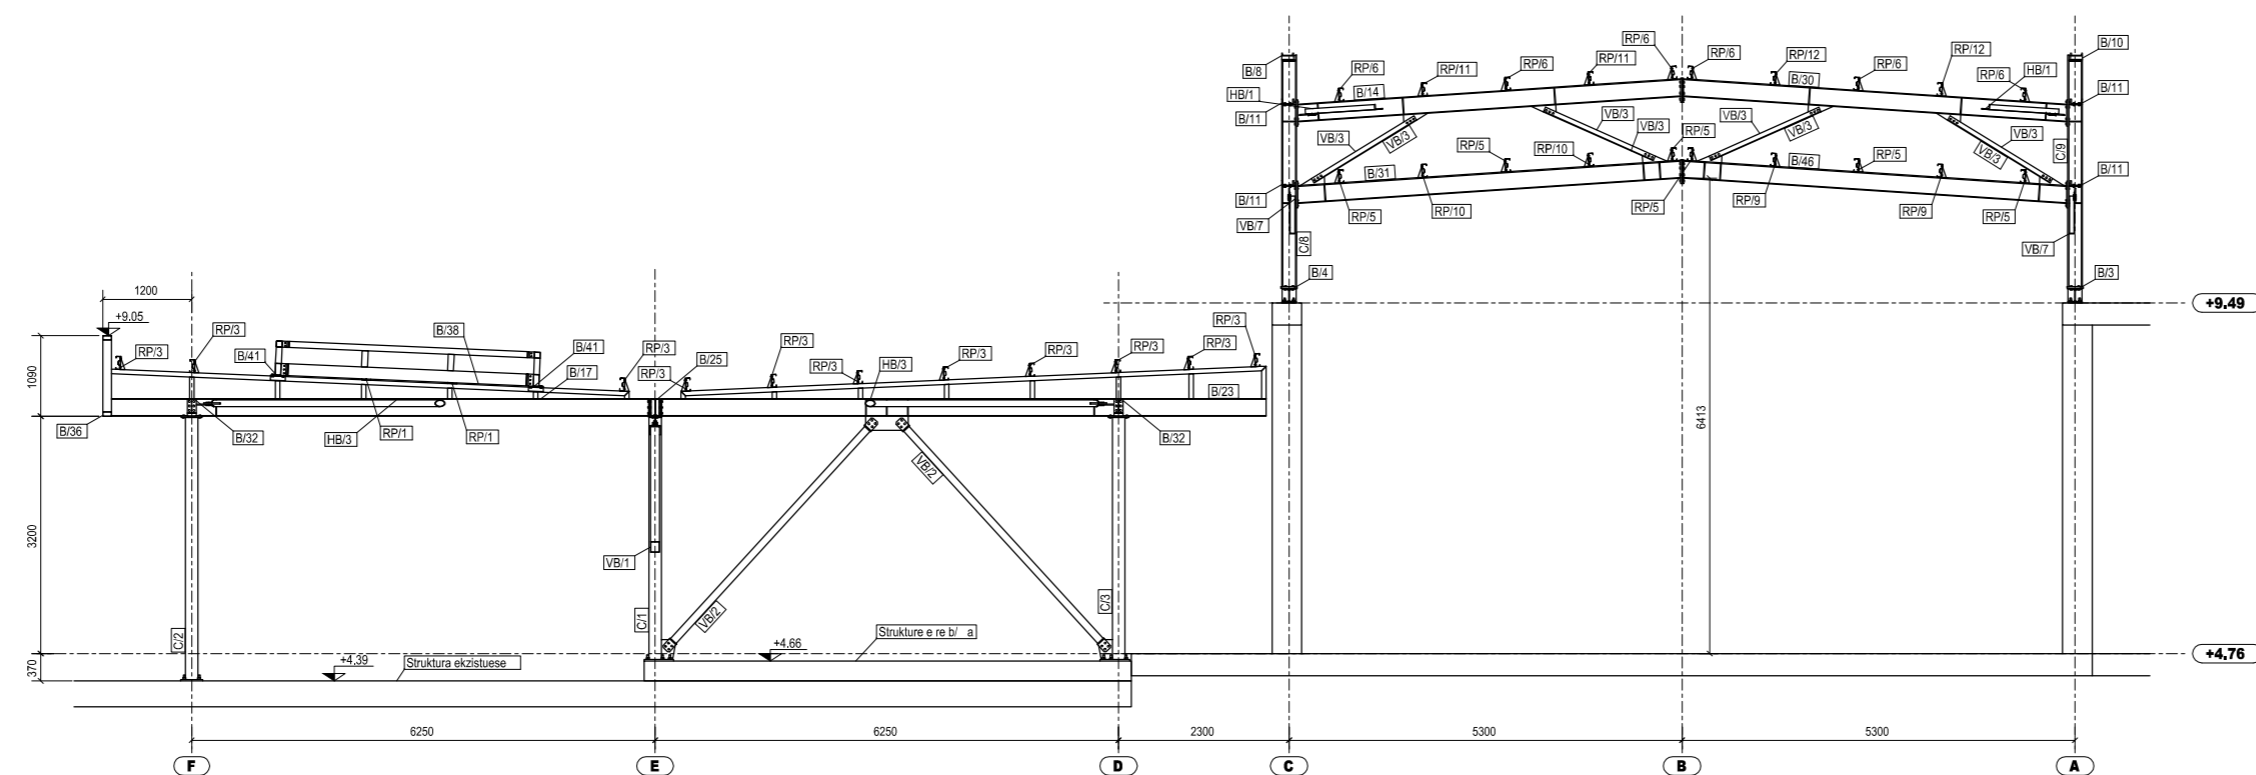 RP/6
RP/6
B/8
RP/6
RP/11
RP/6
RP/11
RP/12
RP/6
RP/12
RP/6
HB/1
B/10
HB/1
B/14
B/30
B/11
B/11
VB/3
VB/3
VB/3
VB/3
VB/3
VB/3
VB/3
VB/3
C/9
RP/5
RP/10
RP/5
RP/5
B/31
B/46
B/11
B/11
VB/7
RP/5
RP/10
RP/5
RP/9
RP/9
RP/5
VB/7
C/8
B/4
B/3
+9.49
1200
+9.05
RP/3
RP/3
B/41
B/38
B/41
RP/3
B/25
RP/3
RP/3
RP/3
RP/3
RP/3
RP/3
RP/3
1090
B/17
RP/3
HB/3
B/23
B/36
B/32
HB/3
RP/1
RP/1
B/32
6413
3200
VB/2
VB/2
VB/1
C/2
C/1
C/3
+4.66
Strukture e re b/ a
+4.39
Struktura ekzistuese
370
+4.76
6250
6250
2300
5300
5300
F
E
D
C
B
A